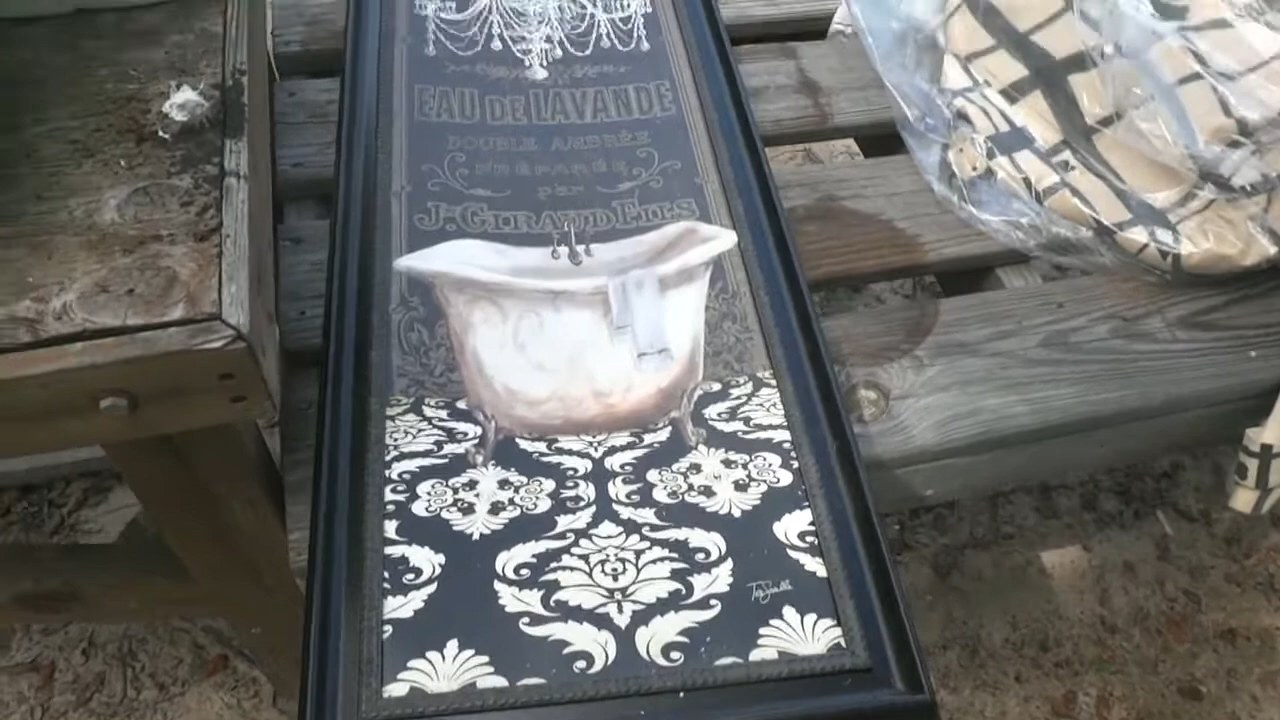 EAU DE LAVANDE
DOUBLE AMBRÉE
PRÉPARÉE
par
J. GIRAUD FILS